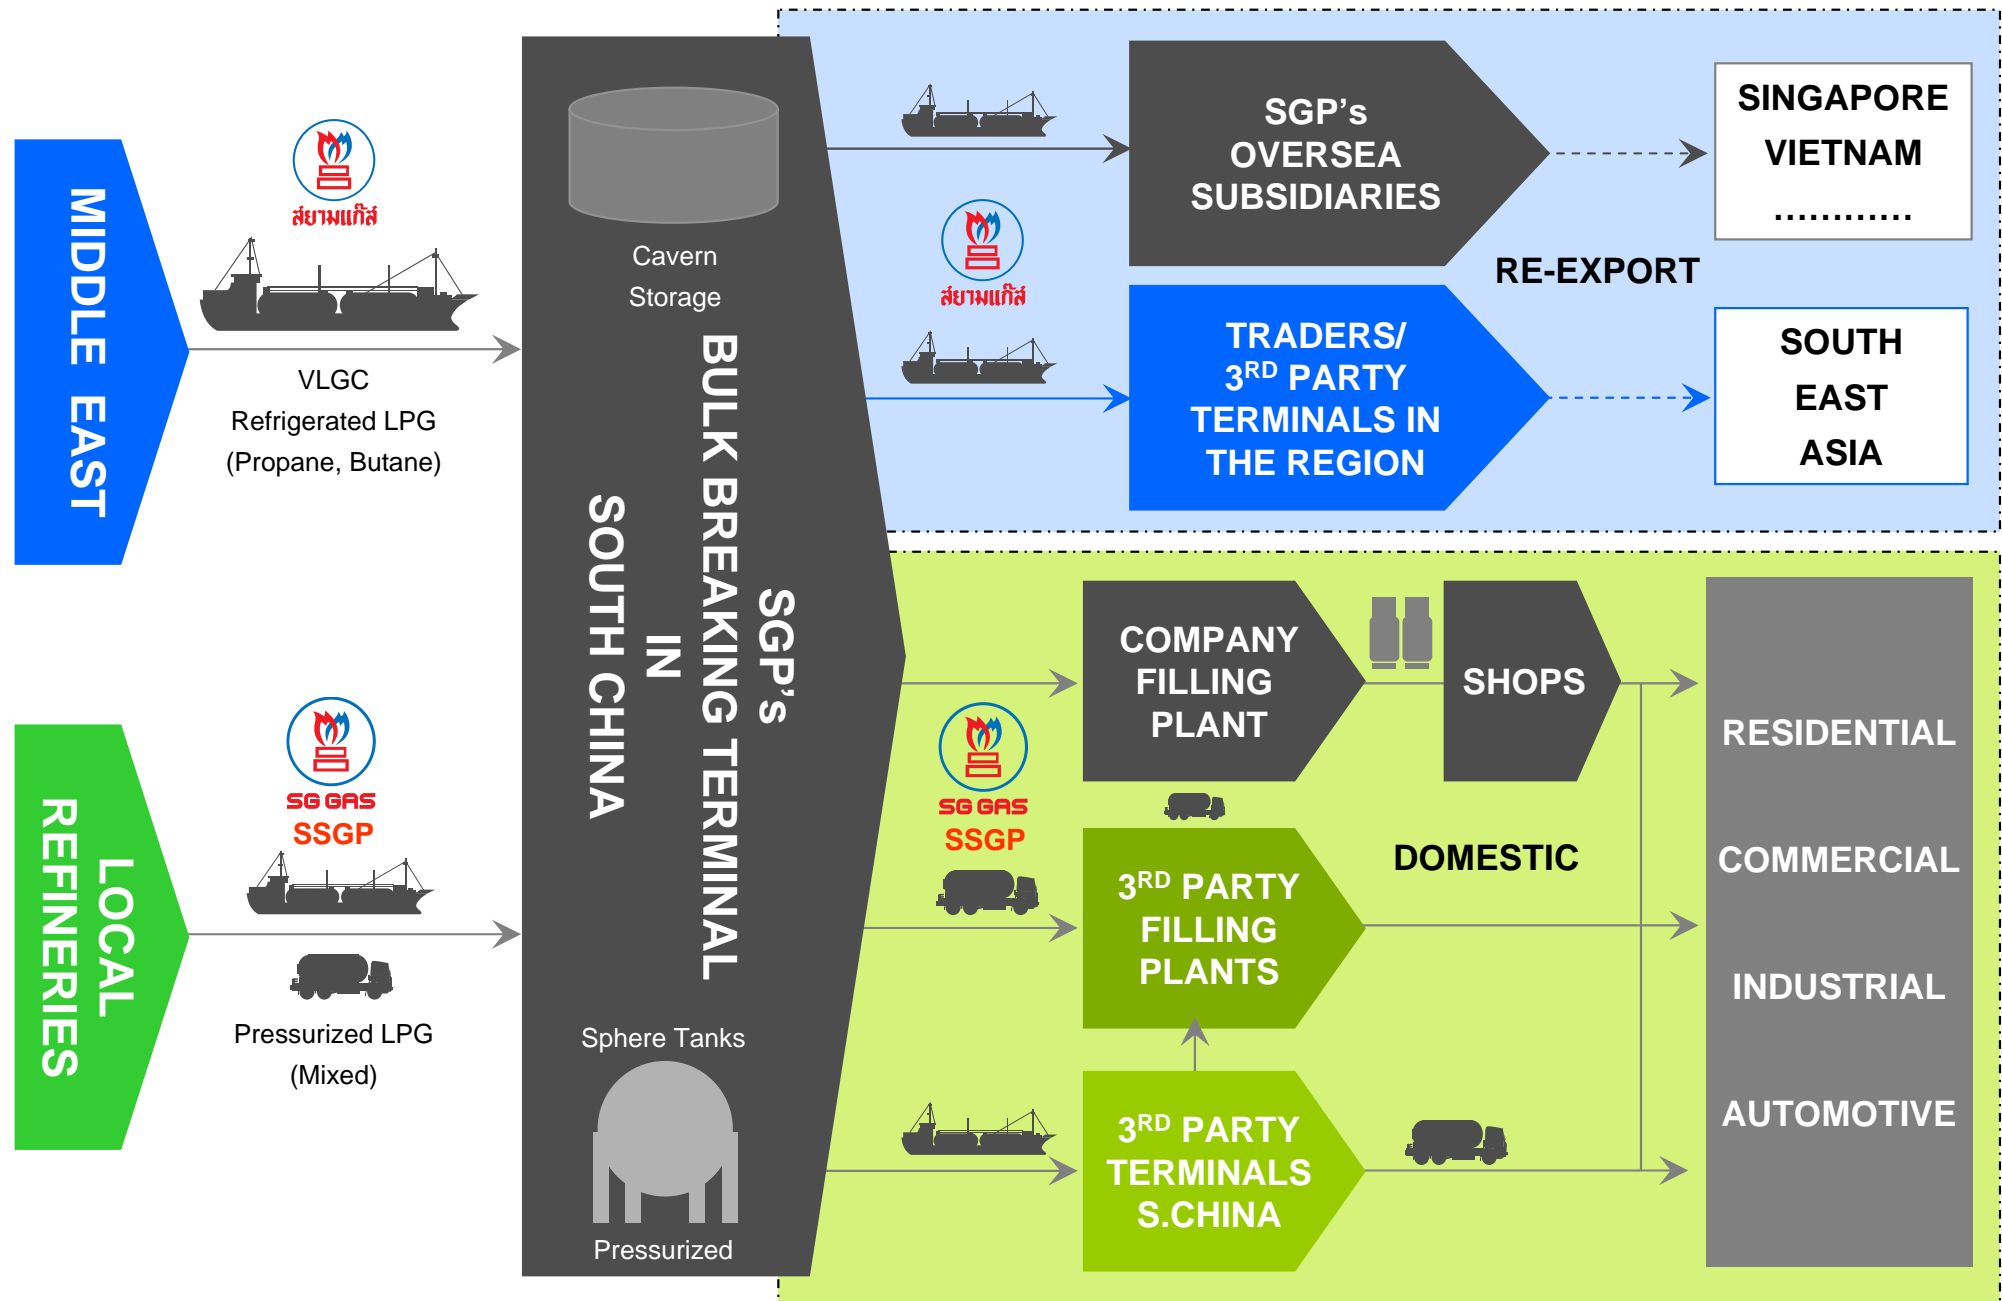 MIDDLE EAST
สยามแก๊ส
VLGC
Refrigerated LPG
(Propane, Butane)
LOCAL
REFINERIES
SG GAS
SSGP
Pressurized LPG
(Mixed)
Cavern
Storage
SGP's
BULK BREAKING TERMINAL
IN
SOUTH CHINA
Sphere Tanks
Pressurized
สยามแก๊ส
SGP's
OVERSEA
SUBSIDIARIES
SINGAPORE
VIETNAM
............
RE-EXPORT
TRADERS/
3RD PARTY
TERMINALS IN
THE REGION
SOUTH
EAST
ASIA
COMPANY
FILLING
PLANT
SHOPS
SG GAS
SSGP
DOMESTIC
3RD PARTY
FILLING
PLANTS
3RD PARTY
TERMINALS
S.CHINA
RESIDENTIAL
COMMERCIAL
INDUSTRIAL
AUTOMOTIVE